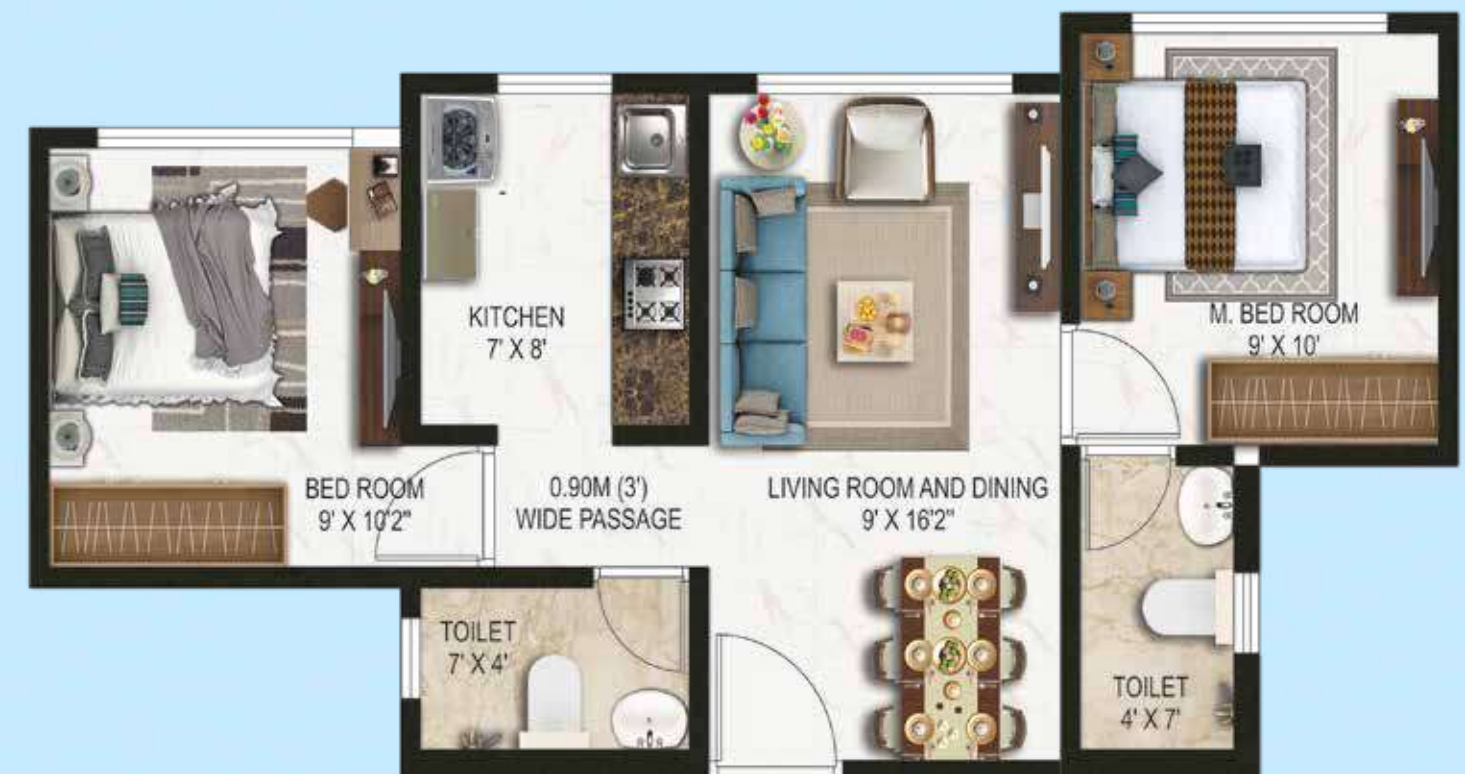 M. BED ROOM
9' X 10'
KITCHEN
7' X 8'
BED ROOM
9' X 10'2"
0.90M (3')
WIDE PASSAGE
LIVING ROOM AND DINING
9' X 16'2"
TOILET
7' X 4'
TOILET
4' X 7'